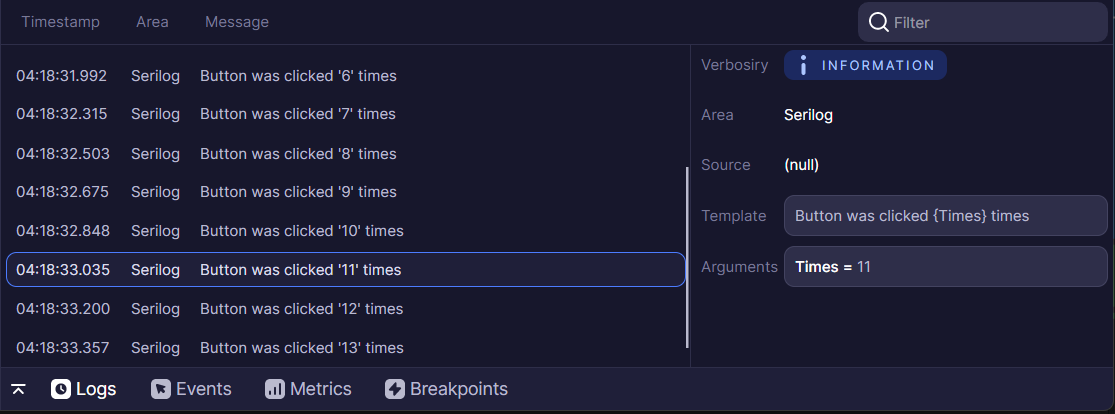 Timestamp Area Message Filter
04:18:31.992 Serilog Button was clicked '6' times
04:18:32.315 Serilog Button was clicked '7' times
04:18:32.503 Serilog Button was clicked '8' times
04:18:32.675 Serilog Button was clicked '9' times
04:18:32.848 Serilog Button was clicked '10' times
04:18:33.035 Serilog Button was clicked '11' times
04:18:33.200 Serilog Button was clicked '12' times
04:18:33.357 Serilog Button was clicked '13' times
Verbosiry INFORMATION
Area Serilog
Source (null)
Template Button was clicked {Times} times
Arguments Times = 11
Logs Events Metrics Breakpoints